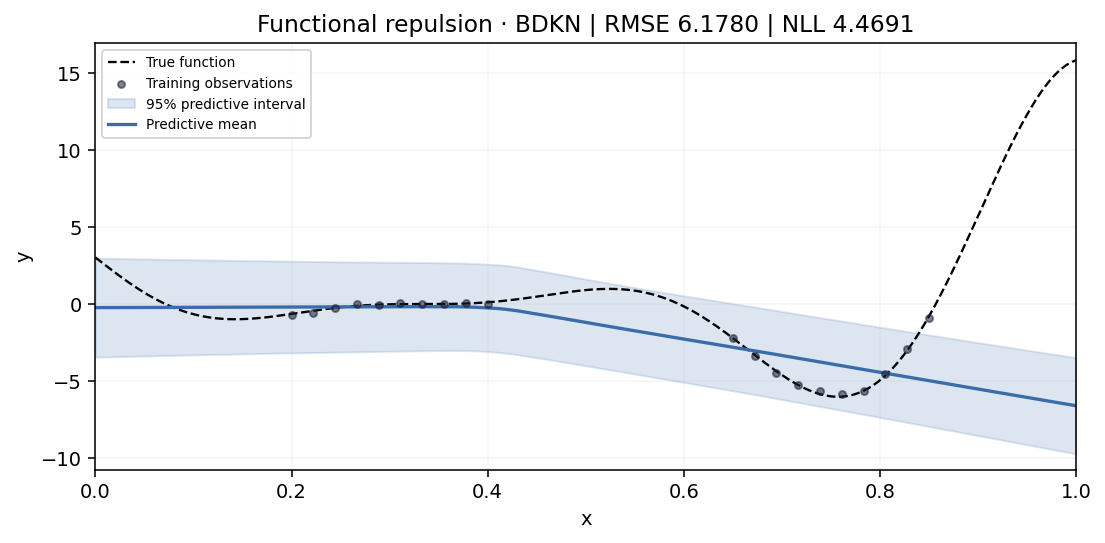 Functional repulsion · BDKN | RMSE 6.1780 | NLL 4.4691
True function
Training observations
95% predictive interval
Predictive mean
15
10
5
0
−5
−10
y
0.0 0.2 0.4 0.6 0.8 1.0
x